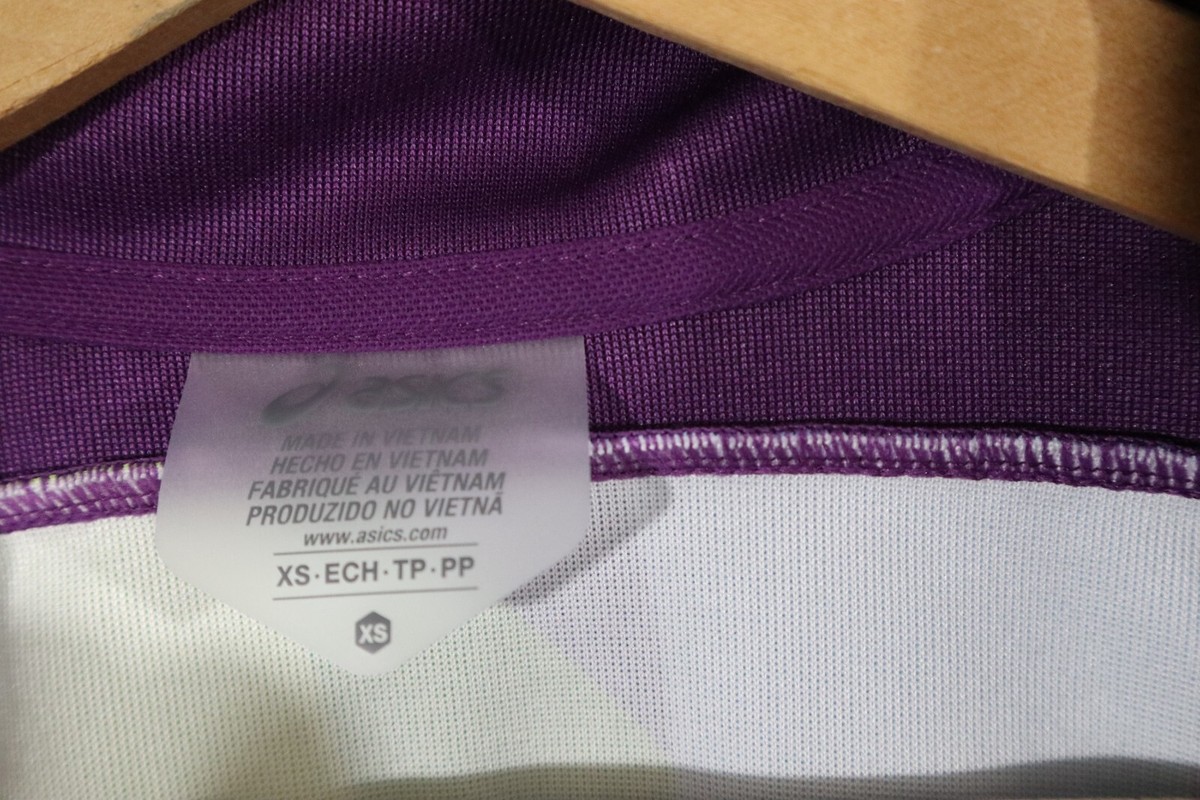 asics
MADE IN VIETNAM
HECHO EN VIETNAM
FABRIQUÉ AU VIETNAM
PRODUZIDO NO VIETNÃ
www.asics.com
XS·ECH·TP·PP
XS